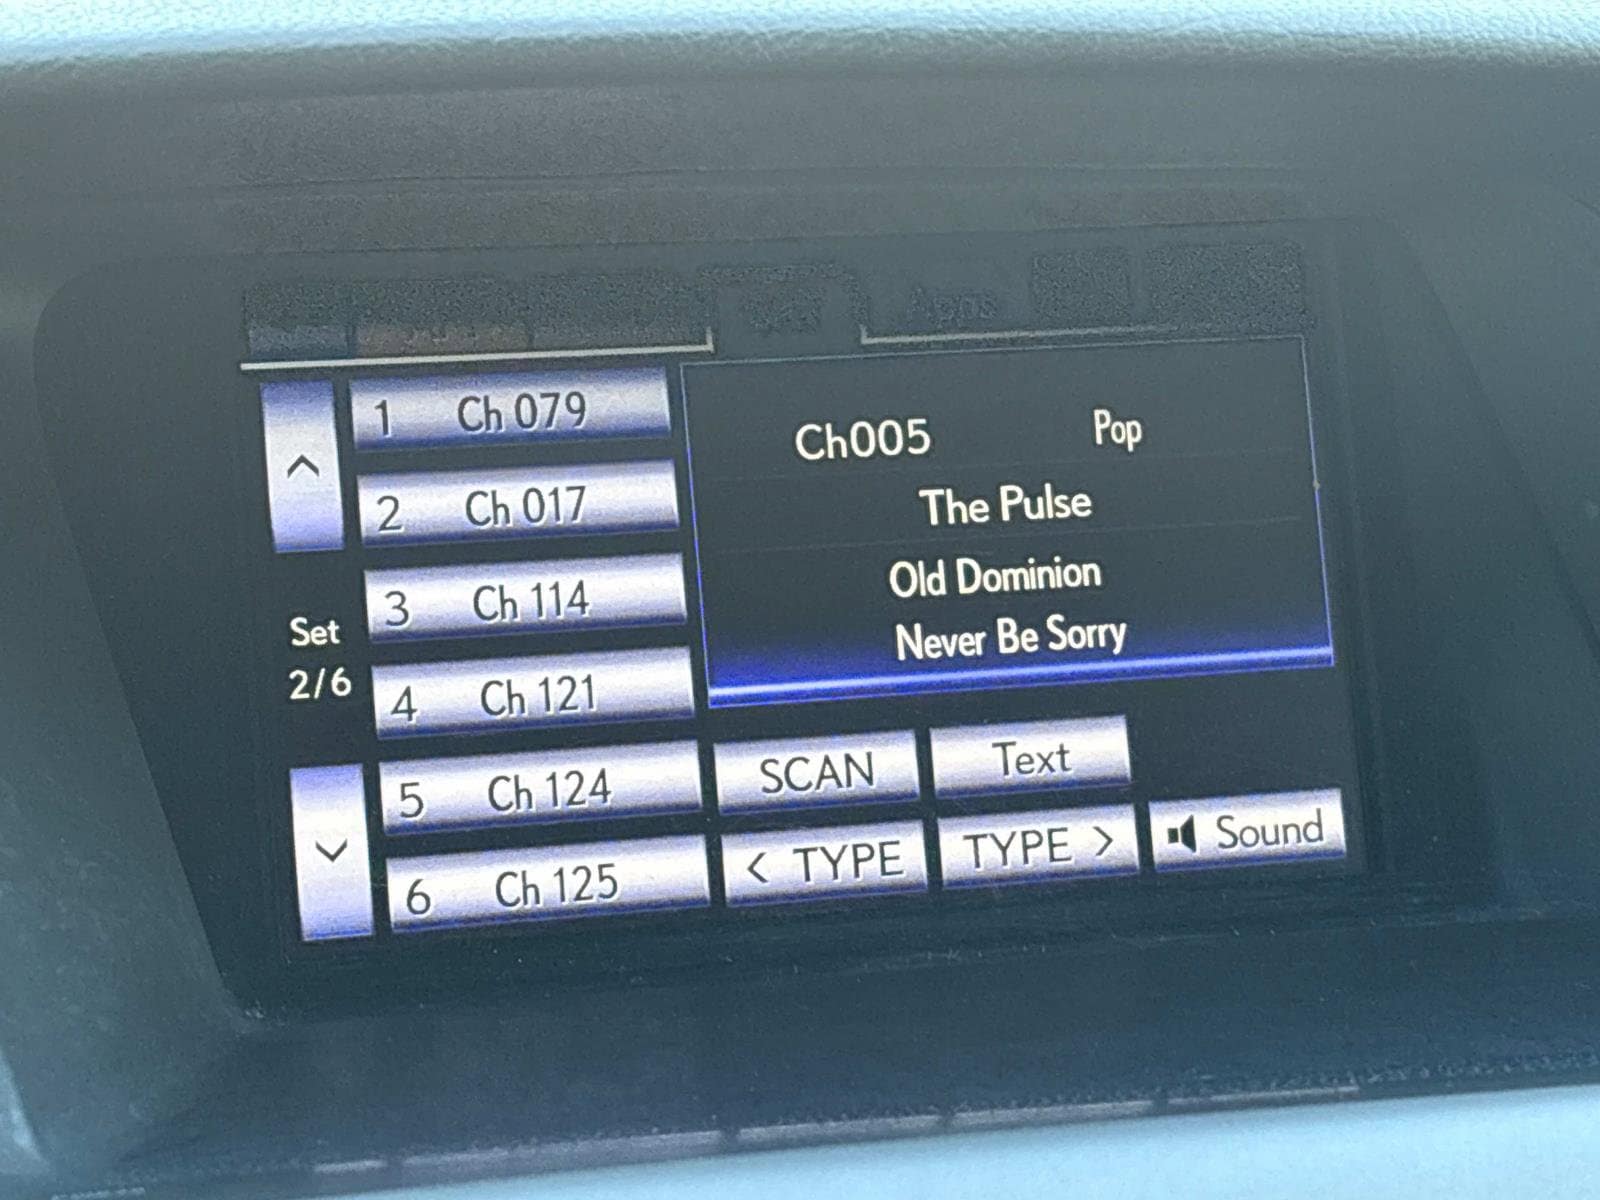 Apps
1 Ch 079
2 Ch 017
3 Ch 114
4 Ch 121
5 Ch 124
6 Ch 125
Set
2/6
Ch005 Pop
The Pulse
Old Dominion
Never Be Sorry
SCAN Text
< TYPE TYPE > Sound